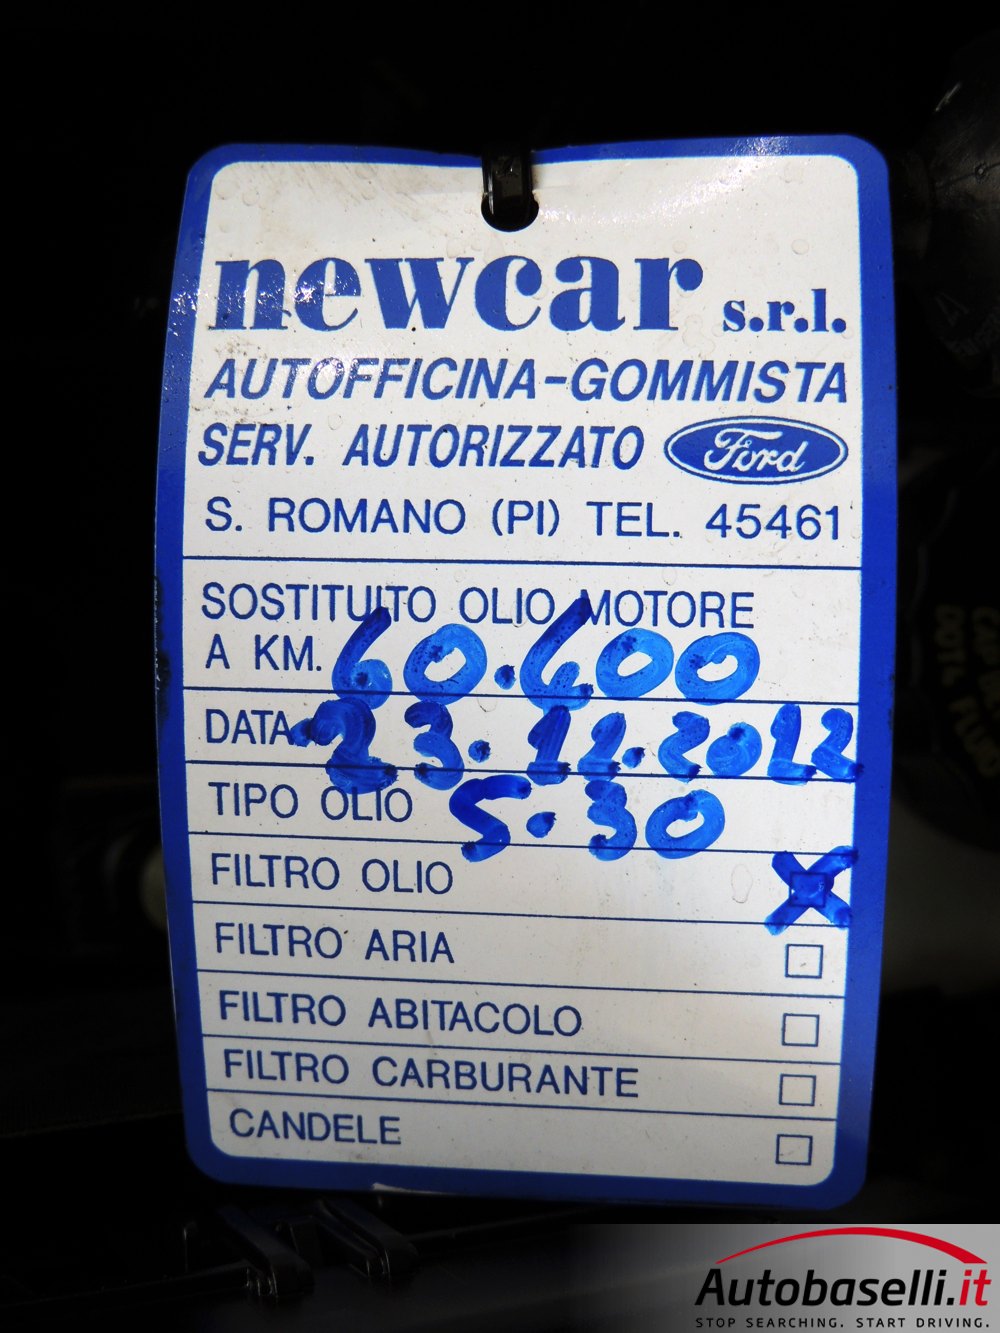 newcar s.r.l.
AUTOFFICINA-GOMMISTA
SERV. AUTORIZZATO Ford
S. ROMANO (PI) TEL. 45461
SOSTITUITO OLIO MOTORE
A KM. 60.600
DATA 23.11.2012
TIPO OLIO 5.30
FILTRO OLIO X
FILTRO ARIA
FILTRO ABITACOLO
FILTRO CARBURANTE
CANDELE
Autobaselli.it
STOP SEARCHING. START DRIVING.